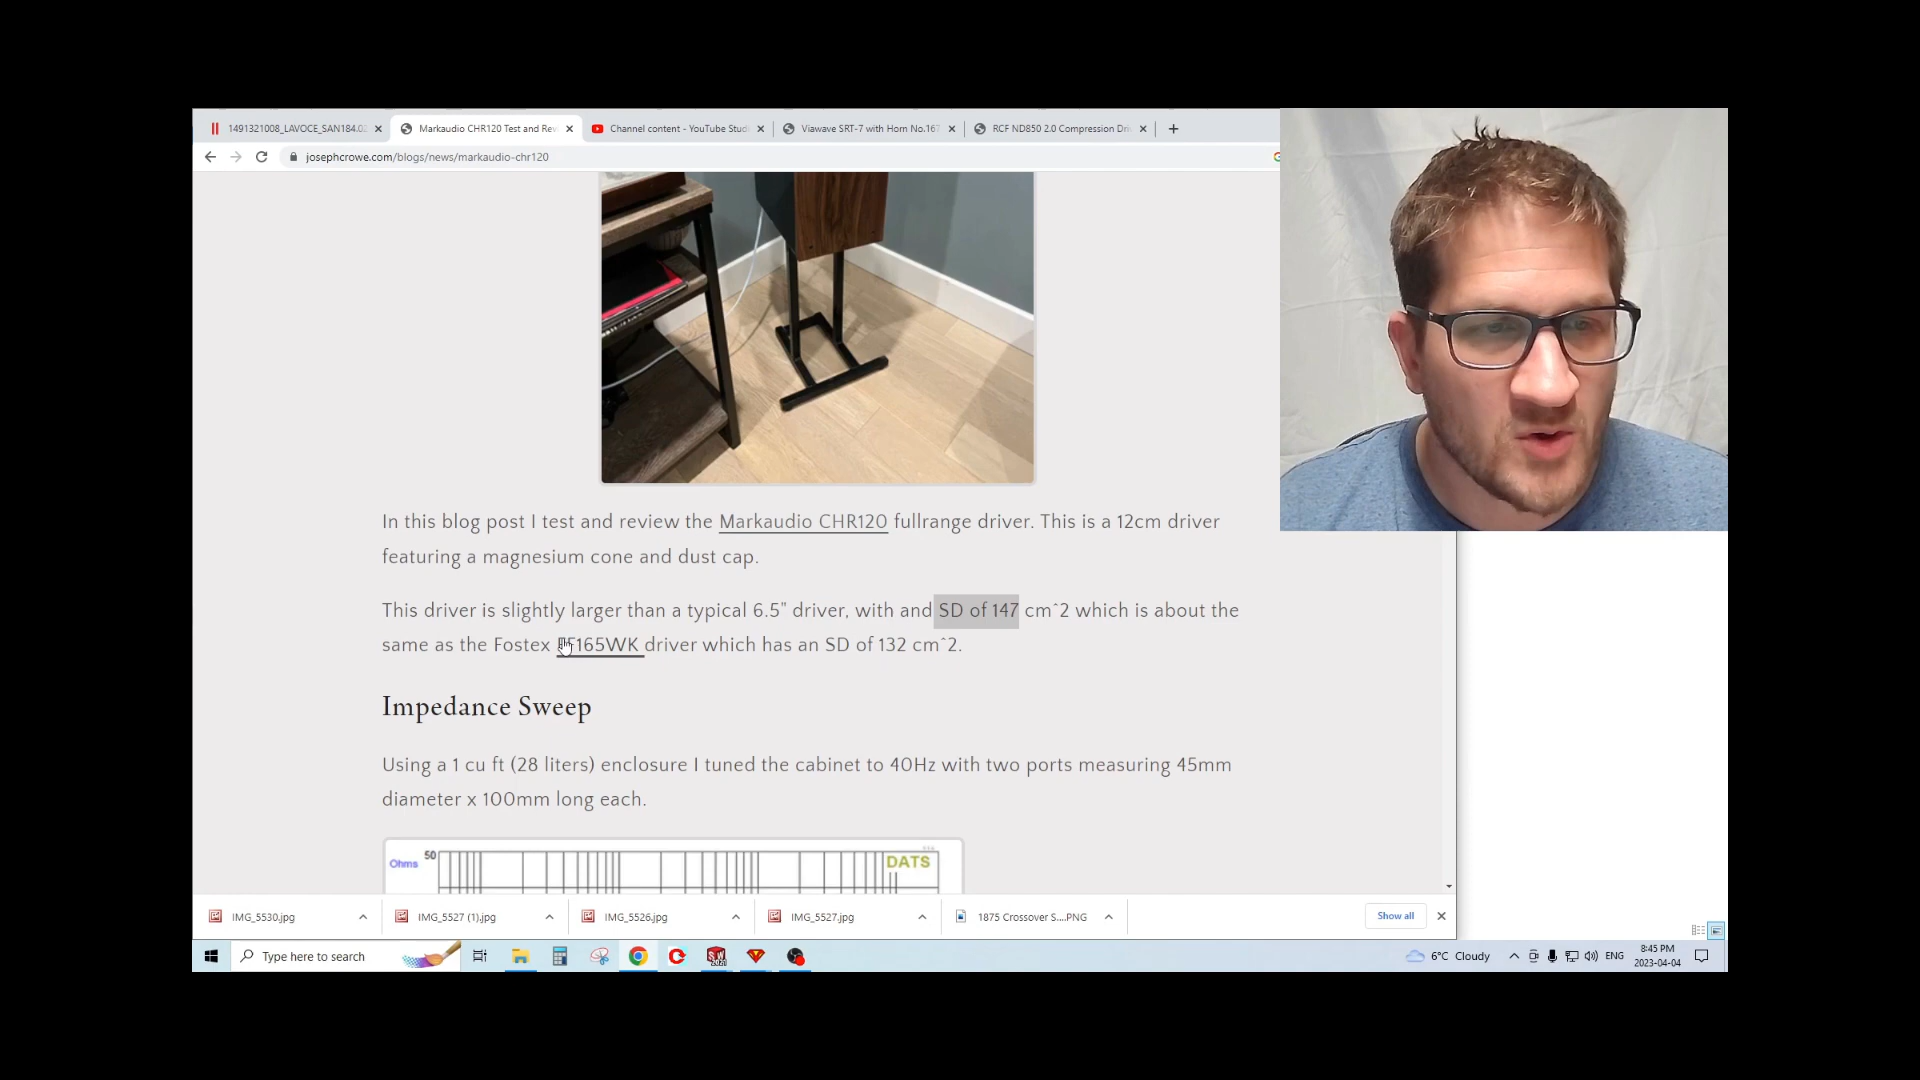 1491321008_LAVOCE_SAN184.02
Markaudio CHR120 Test and Rev
Channel content - YouTube Stud
Viawave SRT-7 with Horn No.167
RCF ND850 2.0 Compression Dri
josephcrowe.com/blogs/news/markaudio-chr120
In this blog post I test and review the Markaudio CHR120 fullrange driver. This is a 12cm driver
featuring a magnesium cone and dust cap.
This driver is slightly larger than a typical 6.5" driver, with and SD of 147 cm^2 which is about the
same as the Fostex driver which has an SD of 132 cm^2.
Impedance Sweep
Using a 1 cu ft (28 liters) enclosure I tuned the cabinet to 40Hz with two ports measuring 45mm
diameter x 100mm long each.
Ohms 50 DATS
IMG_5530.jpg
IMG_5527 (1).jpg
IMG_5526.jpg
IMG_5527.jpg
1875 Crossover S....PNG
Show all
Type here to search
6°C Cloudy
ENG
8:45 PM
2023-04-04